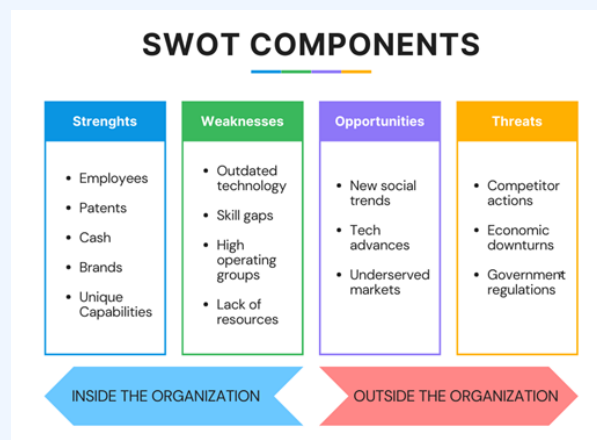 SWOT COMPONENTS
Strenghts
• Employees
• Patents
• Cash
• Brands
• Unique
Capabilities
Weaknesses
• Outdated
technology
• Skill gaps
• High
operating
groups
• Lack of
resources
Opportunities
• New social
trends
• Tech
advances
• Underserved
markets
Threats
• Competitor
actions
• Economic
downturns
• Government
regulations
INSIDE THE ORGANIZATION
OUTSIDE THE ORGANIZATION